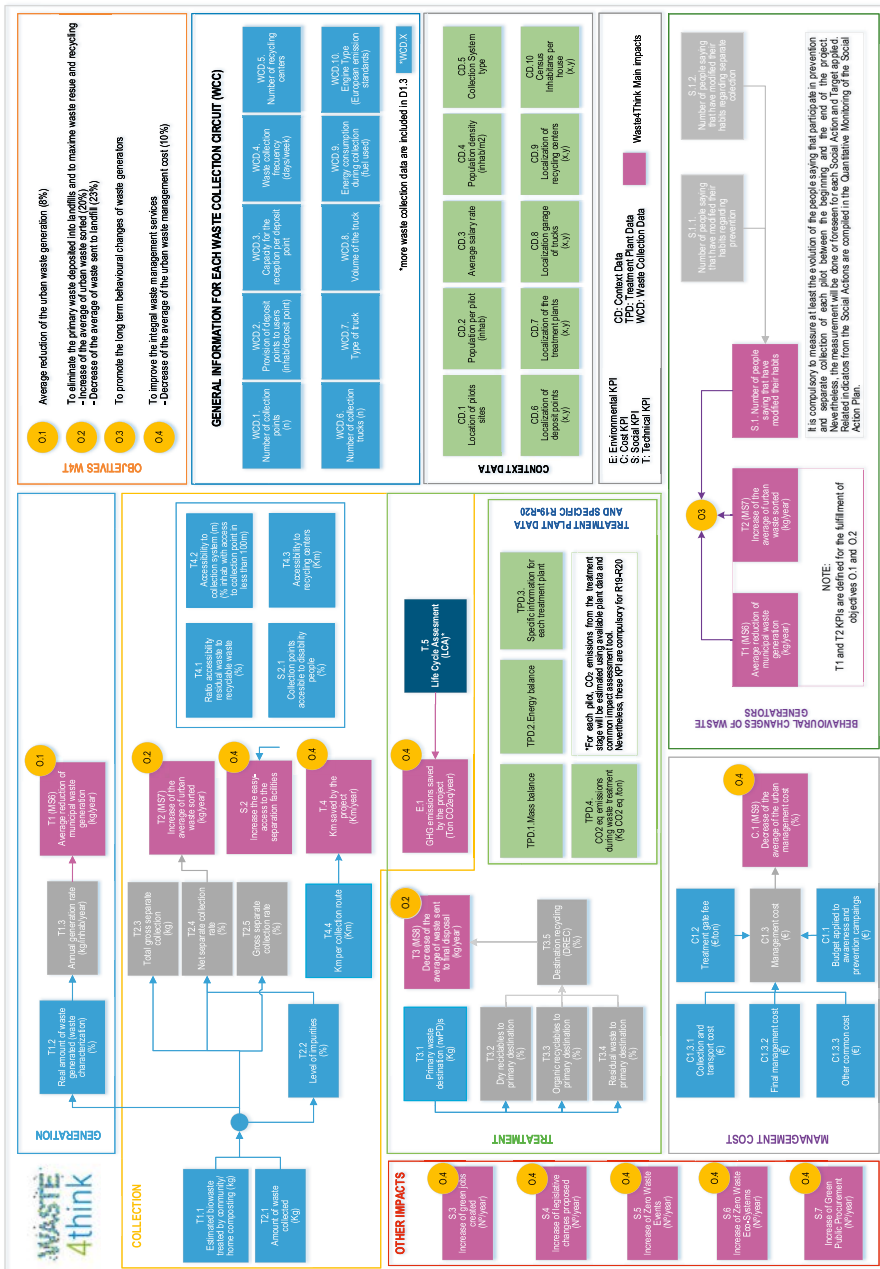 WASTE
4think
GENERATION
T1.2
Real amount of waste
generated (waste
characterization)
(%)
T1.3
Annual generation rate
(kg/inhab/year)
T1 (MS6)
Average reduction of
municipal waste
generation
(kg/year)
O.1
COLLECTION
T1.1
Estimated biowaste
treated by community/
home composting (kg)
T2.1
Amount of waste
collected
(Kg)
T2.2
Level of impurities
(%)
T2.3
Total gross separate
collection
(kg)
T2.4
Net separate collection
rate
(%)
T2.5
Gross separate
collection rate
(%)
T4.4
Km per collection route
(Km)
T2 (MS7)
Increase of the
average of urban
waste sorted
(kg/year)
O.2
S.2
Increase the easy-
access to the
separation facilities
O.4
T.4
Km saved by the
project
(Km/year)
O.4
T4.1
Ratio accessibility
residual waste to
recyclable waste
(%)
T4.2
Accessibility to
collection system (m)
(% inhab with access
to collection point in
less than 100m)
S.2.1
Collection points
accesible to disability
people
(%)
T4.3
Accessibility to
recycling centers
(Km)
TREATMENT
T3.1
Primary waste
destination (rwPD)s
(Kg)
T3.2
Dry reciclables to
primary destination
(%)
T3.3
Organic recyclables to
primary destination
(%)
T3.4
Residual waste to
primary destination
(%)
T3.5
Destination recycling
(DREC)
(%)
T3 (MS8)
Decrease of the
average of waste sent
to final disposal
(kg/year)
O.2
E.1
GHG emissions saved
by the project
(Ton CO2eq/year)
O.4
T.5
Life Cycle Assesment
(LCA)*
TPD.1.Mass balance
TPD.2.Energy balance
TPD.3.
Specific information for
each treatment plant
TPD.4.
CO2 eq emissions
during waste treatment
(Kg CO2 eq /ton)
*For each pilot, CO2 emissions from the treatment
stage will be estimated using available plant data and
common impact assessment tool.
Nevertheless, these KPI are compulsory for R19-R20
TREATMENT PLANT DATA
AND SPECIFIC R19-R20
OTHER IMPACTS
S.3
Increase of green jobs
created
(Nº/year)
O.4
S.4
Increase of legislative
changes proposed
(Nº/year)
O.4
S.5
Increase of Zero Waste
Events
(Nº/year)
O.4
S.6
Increase of Zero Waste
Eco-Systems
(Nº/year)
O.4
S.7
Increase of Green
Public Procurement
(Nº/year)
O.4
MANAGEMENT COST
C1.3.1
Collection and
transport cost
(€)
C1.3.2
Final management cost
(€)
C1.3.3
Other common cost
(€)
C1.2
Treatment gate fee
(€/ton)
C1.3
Management cost
(€)
C1.1
Budget applied to
awareness and
prevention campaings
(€)
C.1 (MS9)
Decrease of the
average of the urban
management cost
(%)
O.4
OBJECTIVES W4T
O.1
Average reduction of the urban waste generation (8%)
O.2
To eliminate the primary waste deposited into landfills and to maxime waste resue and recycling
- Increase of the average of urban waste sorted (20%)
- Decrease of the average of waste sent to landfill (23%)
O.3
To promote the long term behavioural changes of waste generators
O.4
To improve the integral waste management services
- Decrease of the average of the urban waste management cost (10%)
GENERAL INFORMATION FOR EACH WASTE COLLECTION CIRCUIT (WCC)
WCD.1.
Number of collection
points
(n)
WCD.2.
Provision of deposit
points to users
(inhab/deposit point)
WCD.3.
Capacity for the
reception per deposit
point
WCD.4.
Waste collection
frecuency
(days/week)
WCD.5.
Number of recycling
centers
WCD.6.
Number of collection
trucks (n)
WCD.7.
Type of truck
WCD.8.
Volume of the truck
WCD.9.
Energy consumption
during collection
(fuel used)
WCD.10.
Engine Type
(European emission
standards)
*more waste collection data are included in D1.3
*WCD.X
CONTEXT DATA
CD.1
Location of pilots
sites
CD.2
Population per pilot
(inhab)
CD.3
Average salary rate
CD.4
Population density
(inhab/m2)
CD.5
Collection System
type
CD.6
Localization of
deposit points
(x,y)
CD.7
Localization of the
treatment plants
(x,y)
CD.8
Localization garage
of trucks
(x,y)
CD.9
Localization of
recycling centers
(x,y)
CD.10
Census
Inhabitans per
house
(x,y)
E: Environmental KPI
C: Cost KPI
S: Social KPI
T: Technical KPI
CD: Context Data
TPD: Treatment Plant Data
WCD: Waste Collection Data
Waste4Think Main impacts
BEHAVIOURAL CHANGES OF WASTE
GENERATORS
T1 (MS6)
Average reduction of
municipal waste
generation
(kg/year)
T2 (MS7)
Increase of the
average of urban
waste sorted
(kg/year)
O3
NOTE:
T1 and T2 KPIs are defined for the fulfillment of
objectives O.1 and O.2
S.1. Number of people
saying that have
modified their habits
S.1.1.
Number of people saying
that have modified their
habits regarding
prevention
S.1.2.
Number of people saying
that have modified their
habits regarding separate
collection
It is compulsory to measure at least the evolution of the people saying that participate in prevention
and separate collection of each pilot between the beginning and the end of the project.
Nevertheless, the measurement will be done or foreseen for each Social Action and Target applied.
Related indicators from the Social Actions are compiled in the Quantitative Monitoring of the Social
Action Plan.